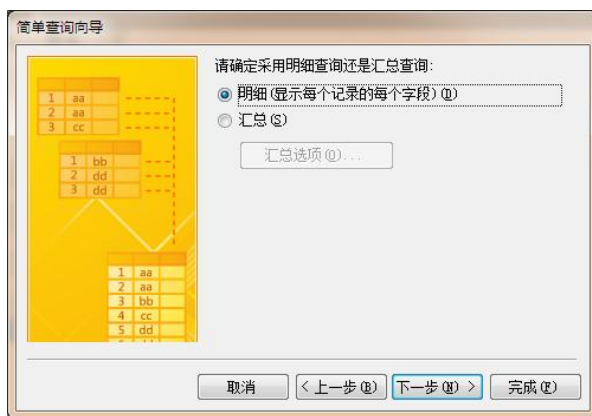 简单查询向导
请确定采用明细查询还是汇总查询:
明细(显示每个记录的每个字段)(D)
汇总(S)
汇总选项(O)...
1 aa
2 aa
3 cc
1 bb
2 dd
3 dd
1 aa
2 aa
3 bb
4 cc
5 dd
取消
< 上一步(B)
下一步(N) >
完成(F)